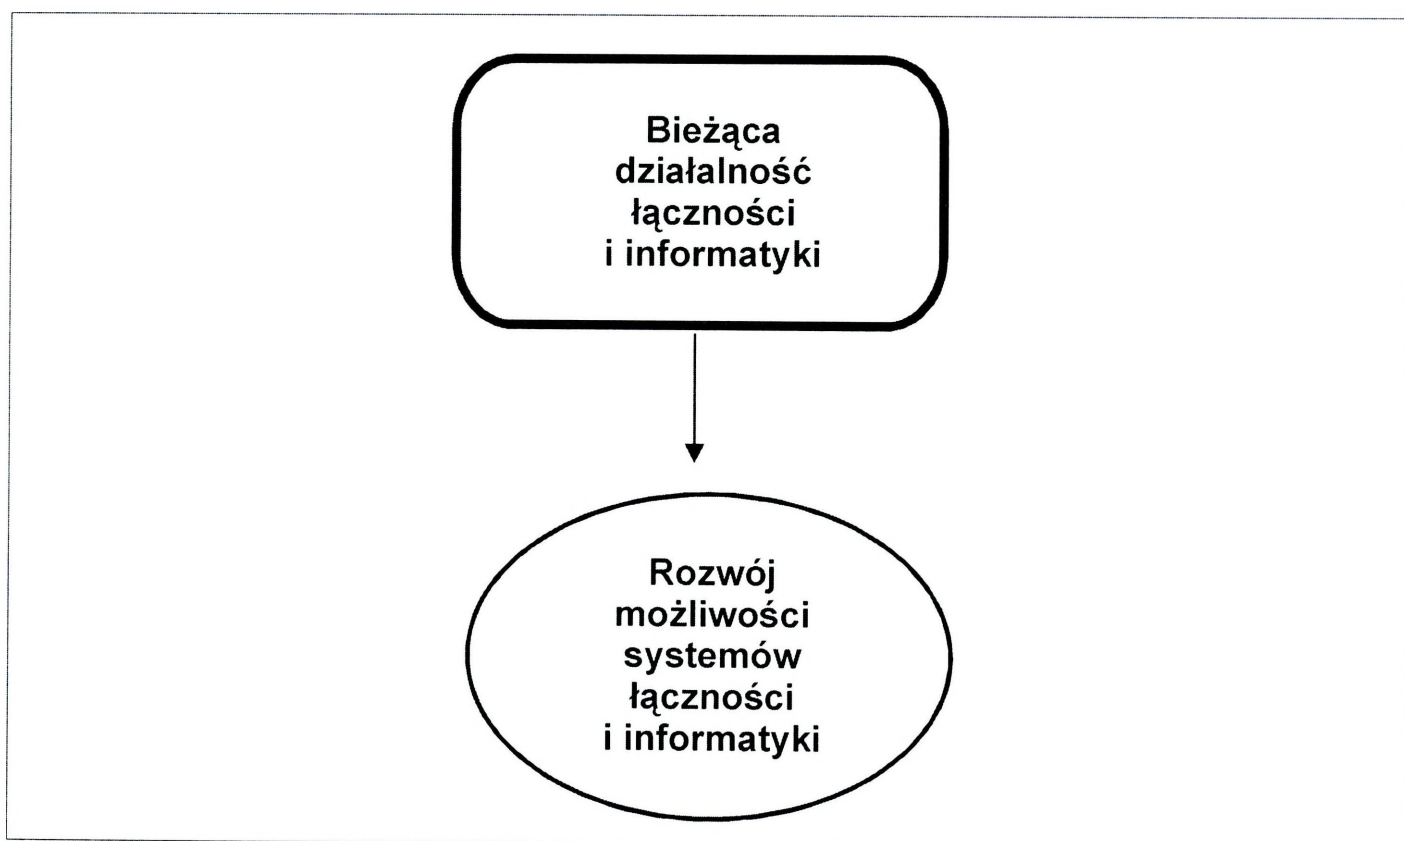 Bieżąca
działalność
łączności
i informatyki
Rozwój
możliwości
systemów
łączności
i informatyki